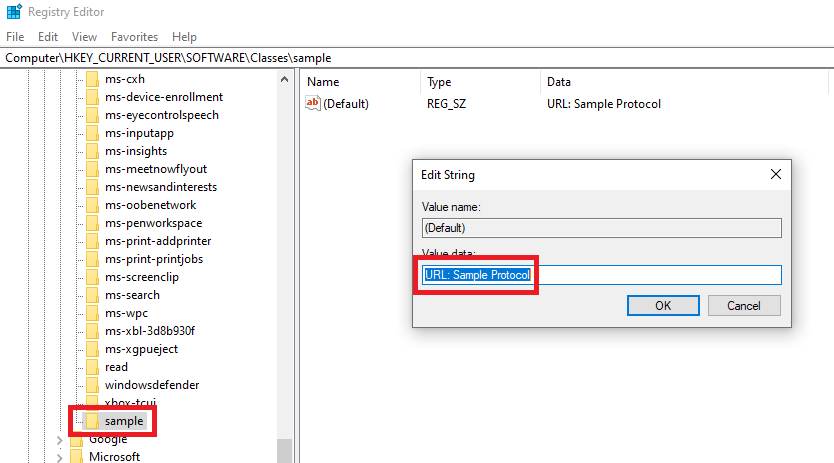 Registry Editor
File Edit View Favorites Help
Computer\HKEY_CURRENT_USER\SOFTWARE\Classes\sample
ms-cxh
ms-device-enrollment
ms-eyecontrolspeech
ms-inputapp
ms-insights
ms-meetnowflyout
ms-newsandinterests
ms-oobenetwork
ms-penworkspace
ms-print-addprinter
ms-print-printjobs
ms-screenclip
ms-search
ms-wpc
ms-xbl-3d8b930f
ms-xgpueject
read
windowsdefender
xbox-tcui
sample
Google
Microsoft
Name Type Data
ab (Default) REG_SZ URL: Sample Protocol
Edit String
Value name:
(Default)
Value data:
URL: Sample Protocol
OK Cancel